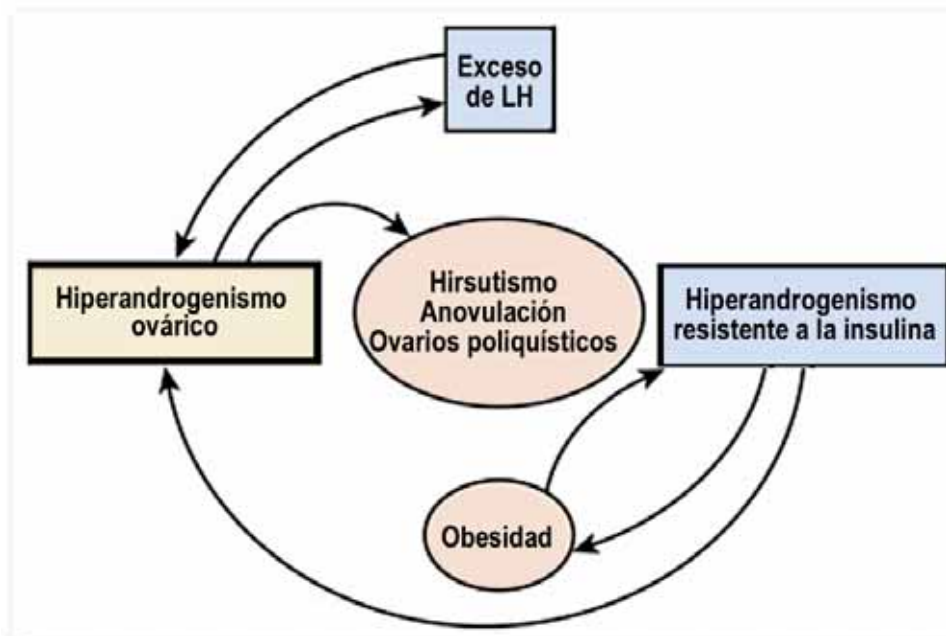 Exceso
de LH
Hiperandrogenismo
ovárico
Hirsutismo
Anovulación
Ovarios poliquísticos
Hiperandrogenismo
resistente a la insulina
Obesidad